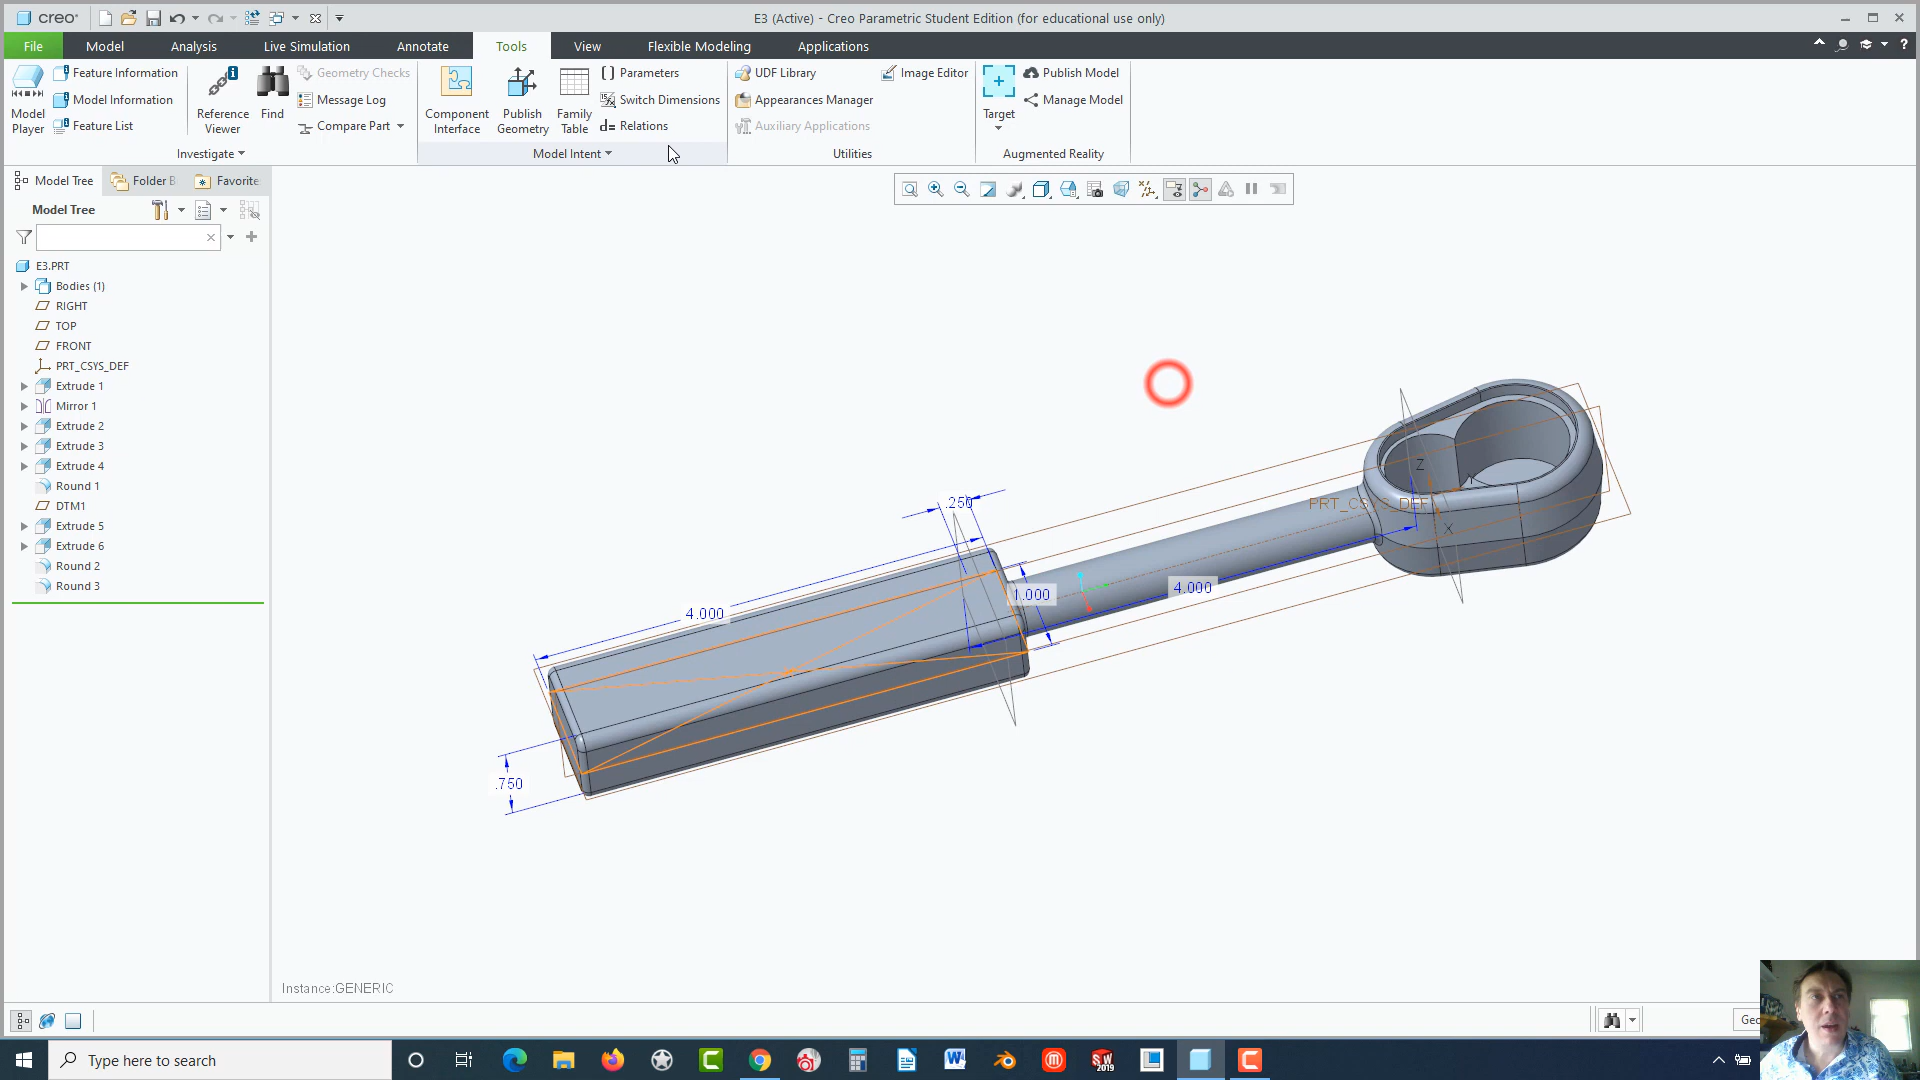 creo
E3 (Active) - Creo Parametric Student Edition (for educational use only)
File Model Analysis Live Simulation Annotate Tools View Flexible Modeling Applications
Model Player
Feature Information
Model Information
Feature List
Reference Viewer
Find
Geometry Checks
Message Log
Compare Part
Investigate
Component Interface
Publish Geometry
Family Table
Parameters
Switch Dimensions
Relations
Model Intent
UDF Library
Appearances Manager
Auxiliary Applications
Image Editor
Utilities
Target
Publish Model
Manage Model
Augmented Reality
Model Tree Folder B Favorite
Model Tree
E3.PRT
Bodies (1)
RIGHT
TOP
FRONT
PRT_CSYS_DEF
Extrude 1
Mirror 1
Extrude 2
Extrude 3
Extrude 4
Round 1
DTM1
Extrude 5
Extrude 6
Round 2
Round 3
.250
4.000
1.000
4.000
.750
Z
Y
PRT_CSYS_DEF
X
Instance:GENERIC
Geo
Type here to search
SW 2019